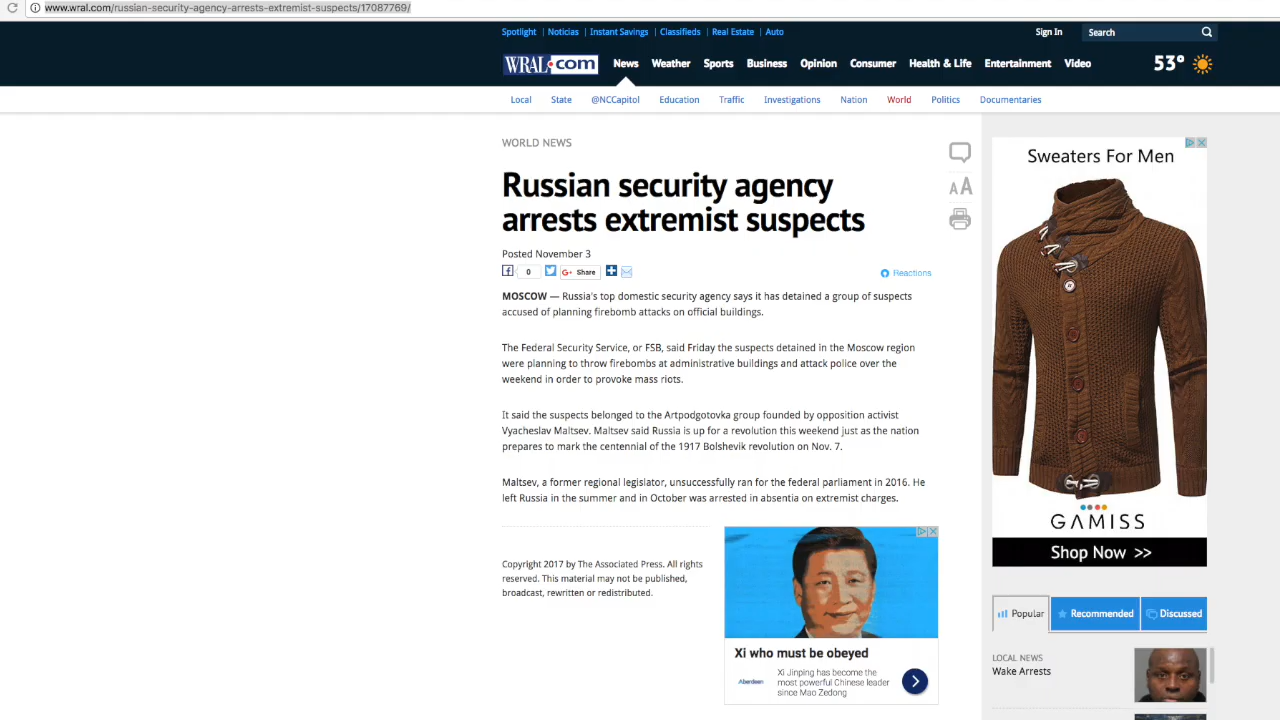 www.wral.com/russian-security-agency-arrests-extremist-suspects/17087769/
Spotlight | Noticias | Instant Savings | Classifieds | Real Estate | Auto
Sign In
Search
WRAL.com
News Weather Sports Business Opinion Consumer Health & Life Entertainment Video
53°
Local State @NCCapitol Education Traffic Investigations Nation World Politics Documentaries
WORLD NEWS
Russian security agency
arrests extremist suspects
Posted November 3
0
G+ Share
Reactions
MOSCOW — Russia's top domestic security agency says it has detained a group of suspects
accused of planning firebomb attacks on official buildings.
The Federal Security Service, or FSB, said Friday the suspects detained in the Moscow region
were planning to throw firebombs at administrative buildings and attack police over the
weekend in order to provoke mass riots.
It said the suspects belonged to the Artpodgotovka group founded by opposition activist
Vyacheslav Maltsev. Maltsev said Russia is up for a revolution this weekend just as the nation
prepares to mark the centennial of the 1917 Bolshevik revolution on Nov. 7.
Maltsev, a former regional legislator, unsuccessfully ran for the federal parliament in 2016. He
left Russia in the summer and in October was arrested in absentia on extremist charges.
Copyright 2017 by The Associated Press. All rights
reserved. This material may not be published,
broadcast, rewritten or redistributed.
Xi who must be obeyed
Aberdeen
Xi Jinping has become the
most powerful Chinese leader
since Mao Zedong
AA
Sweaters For Men
GAMISS
Shop Now >>
Popular
Recommended
Discussed
LOCAL NEWS
Wake Arrests